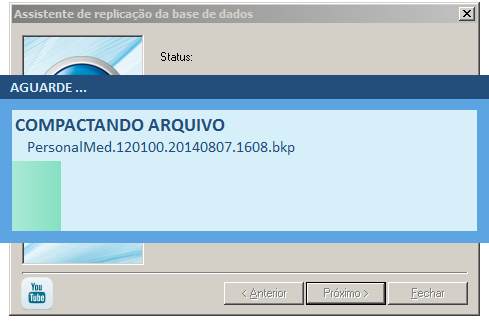 Assistente de replicação da base de dados
Status:
AGUARDE ...
COMPACTANDO ARQUIVO
PersonalMed.120100.20140807.1608.bkp
You
Tube
< Anterior
Próximo >
Fechar